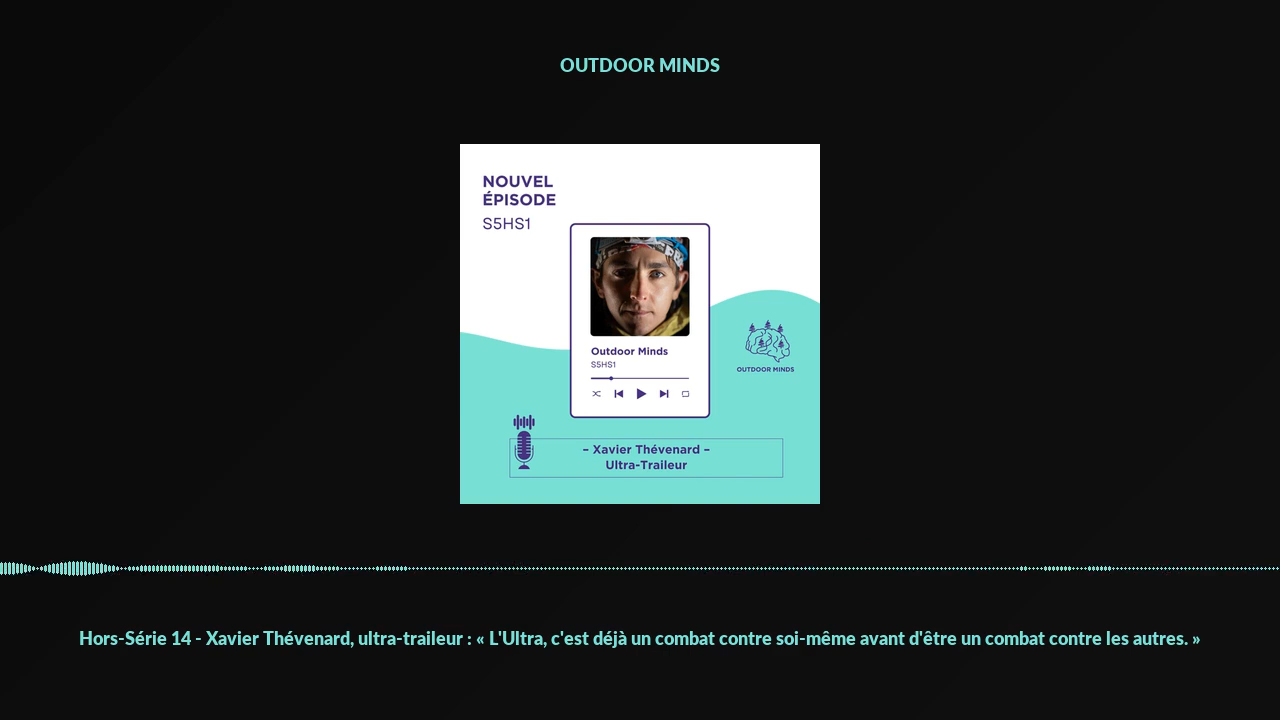 OUTDOOR MINDS
NOUVEL
ÉPISODE
S5HS1
Outdoor Minds
S5HS1
OUTDOOR MINDS
– Xavier Thévenard –
Ultra-Traileur
Hors-Série 14 - Xavier Thévenard, ultra-traileur : « L'Ultra, c'est déjà un combat contre soi-même avant d'être un combat contre les autres. »